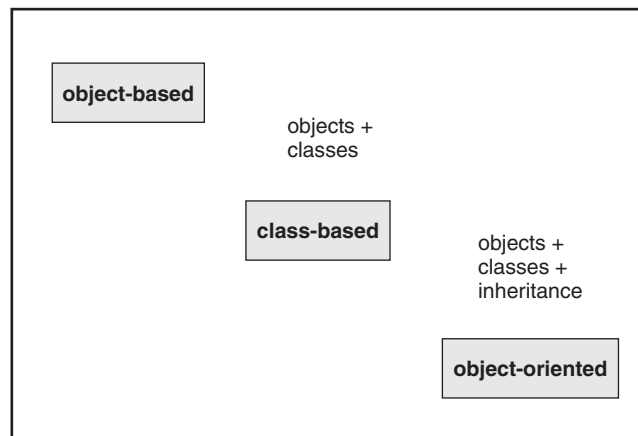 object-based
objects +
classes
class-based
objects +
classes +
inheritance
object-oriented